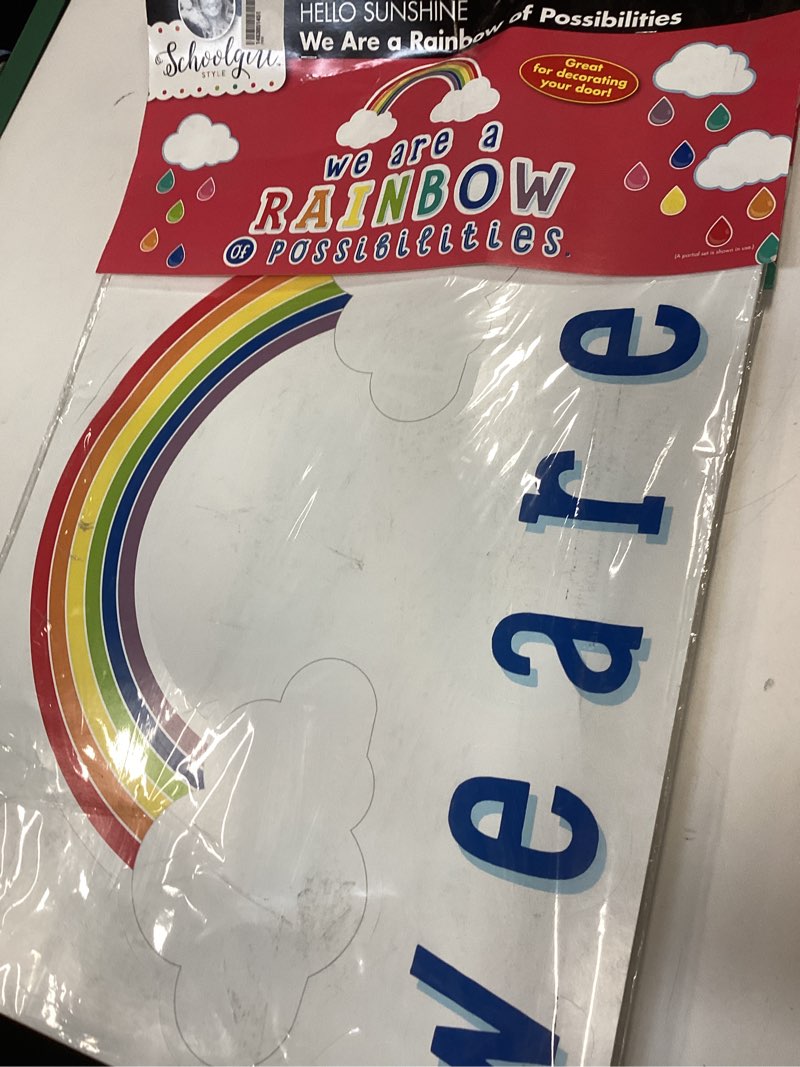 Schoolgirl
STYLE
HELLO SUNSHINE
We Are a Rainbow of Possibilities
Great
for decorating
your door!
we are a
RAINBOW
OF POSSIBILITIES.
(A partial set is shown in use.)
we are